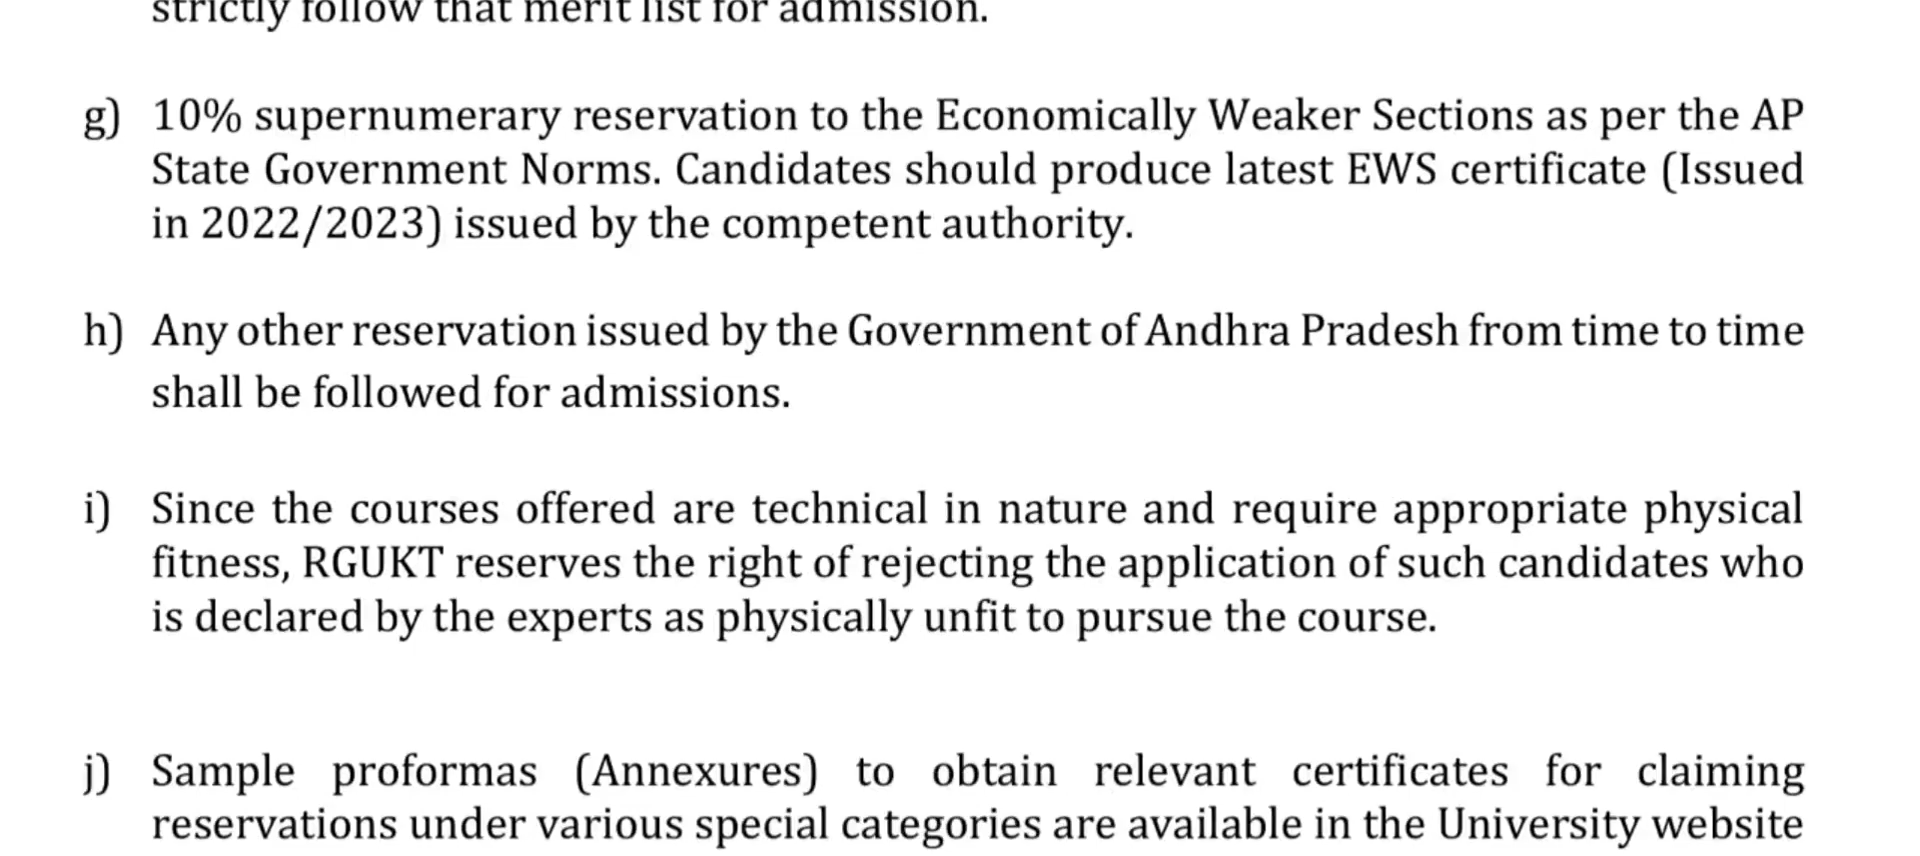 strictly follow that merit list for admission.
g) 10% supernumerary reservation to the Economically Weaker Sections as per the AP
State Government Norms. Candidates should produce latest EWS certificate (Issued
in 2022/2023) issued by the competent authority.
h) Any other reservation issued by the Government of Andhra Pradesh from time to time
shall be followed for admissions.
i) Since the courses offered are technical in nature and require appropriate physical
fitness, RGUKT reserves the right of rejecting the application of such candidates who
is declared by the experts as physically unfit to pursue the course.
j) Sample proformas (Annexures) to obtain relevant certificates for claiming
reservations under various special categories are available in the University website